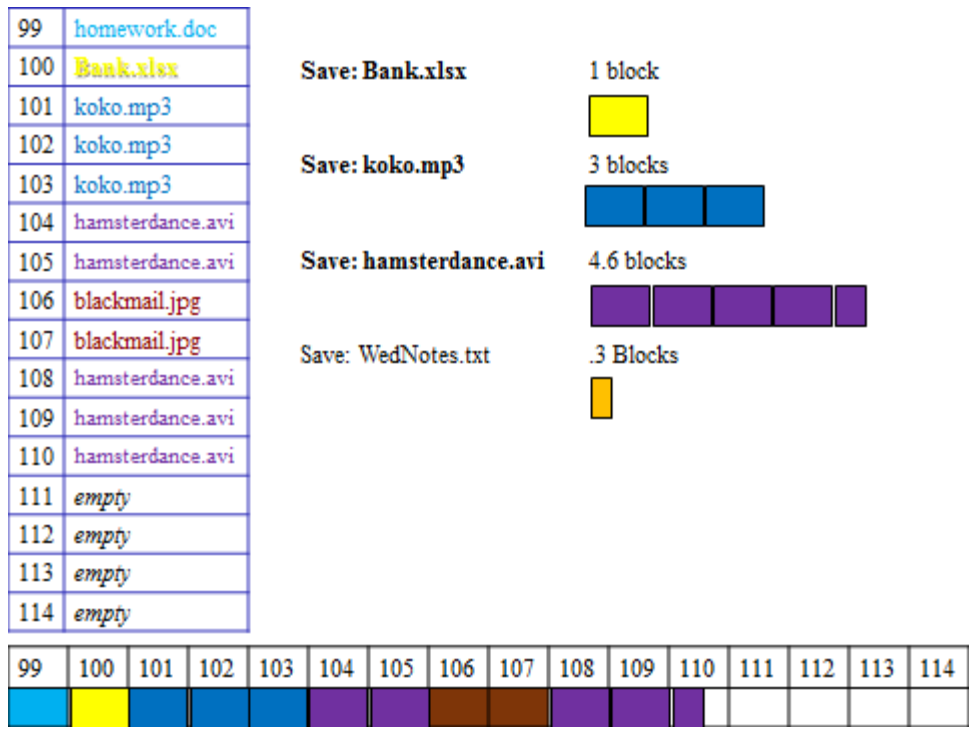 99 homework.doc
100 Bank.xlsx Save: Bank.xlsx 1 block
101 koko.mp3
102 koko.mp3 Save: koko.mp3 3 blocks
103 koko.mp3
104 hamsterdance.avi
105 hamsterdance.avi Save: hamsterdance.avi 4.6 blocks
106 blackmail.jpg
107 blackmail.jpg Save: WedNotes.txt .3 Blocks
108 hamsterdance.avi
109 hamsterdance.avi
110 hamsterdance.avi
111 empty
112 empty
113 empty
114 empty
99 100 101 102 103 104 105 106 107 108 109 110 111 112 113 114